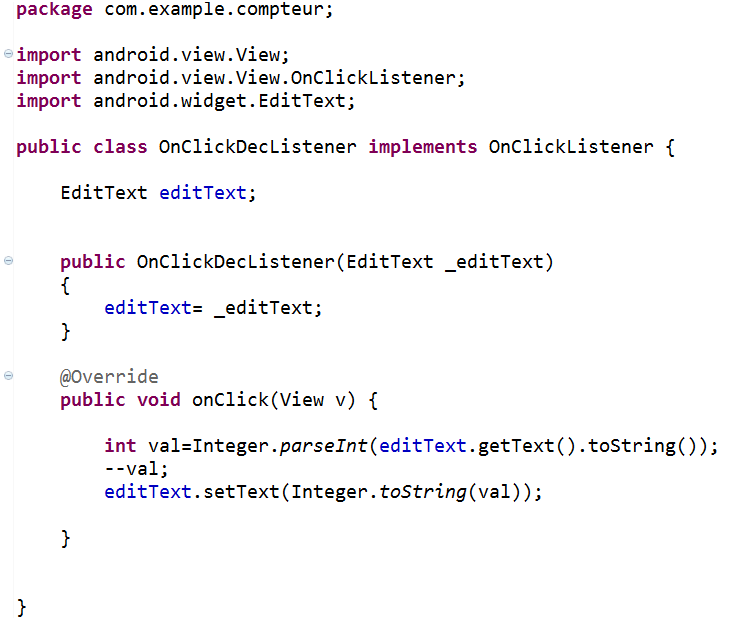 package com.example.compteur;
import android.view.View;
import android.view.View.OnClickListener;
import android.widget.EditText;
public class OnClickDecListener implements OnClickListener {
EditText editText;
public OnClickDecListener(EditText _editText)
{
editText= _editText;
}
@Override
public void onClick(View v) {
int val=Integer.parseInt(editText.getText().toString());
--val;
editText.setText(Integer.toString(val));
}
}